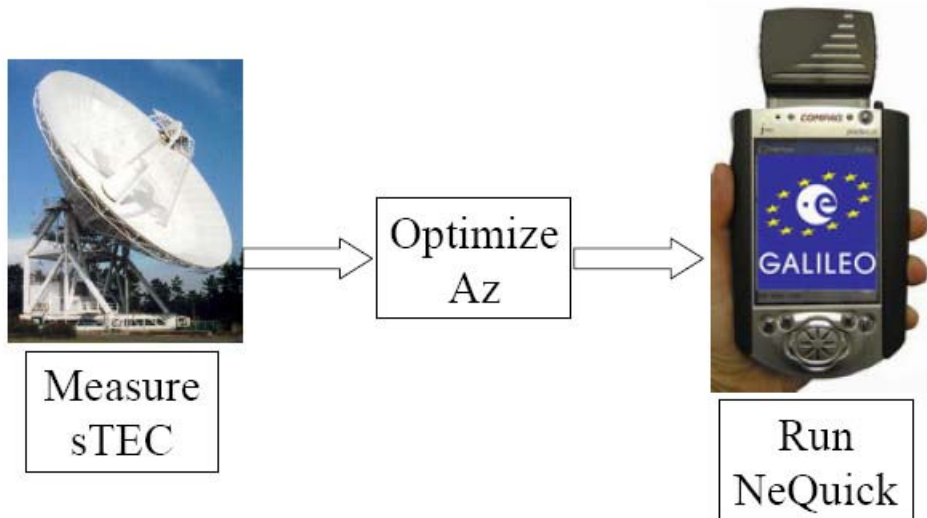 Measure
sTEC
Optimize
Az
COMPAQ
GALILEO
Run
NeQuick